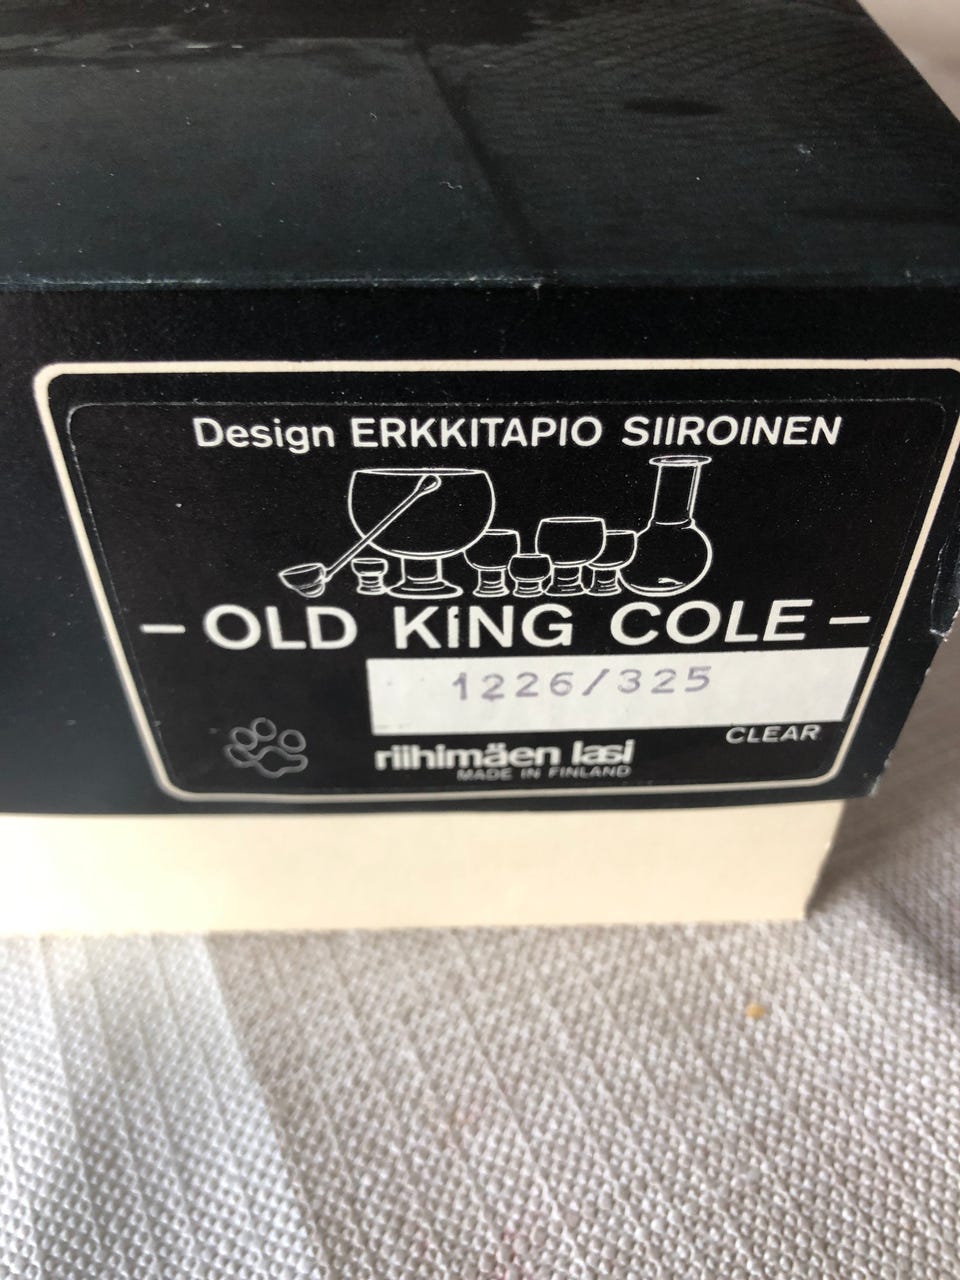 Design ERKKITAPIO SIIROINEN
- OLD KING COLE -
1226/325
CLEAR
riihimäen lasi
MADE IN FINLAND